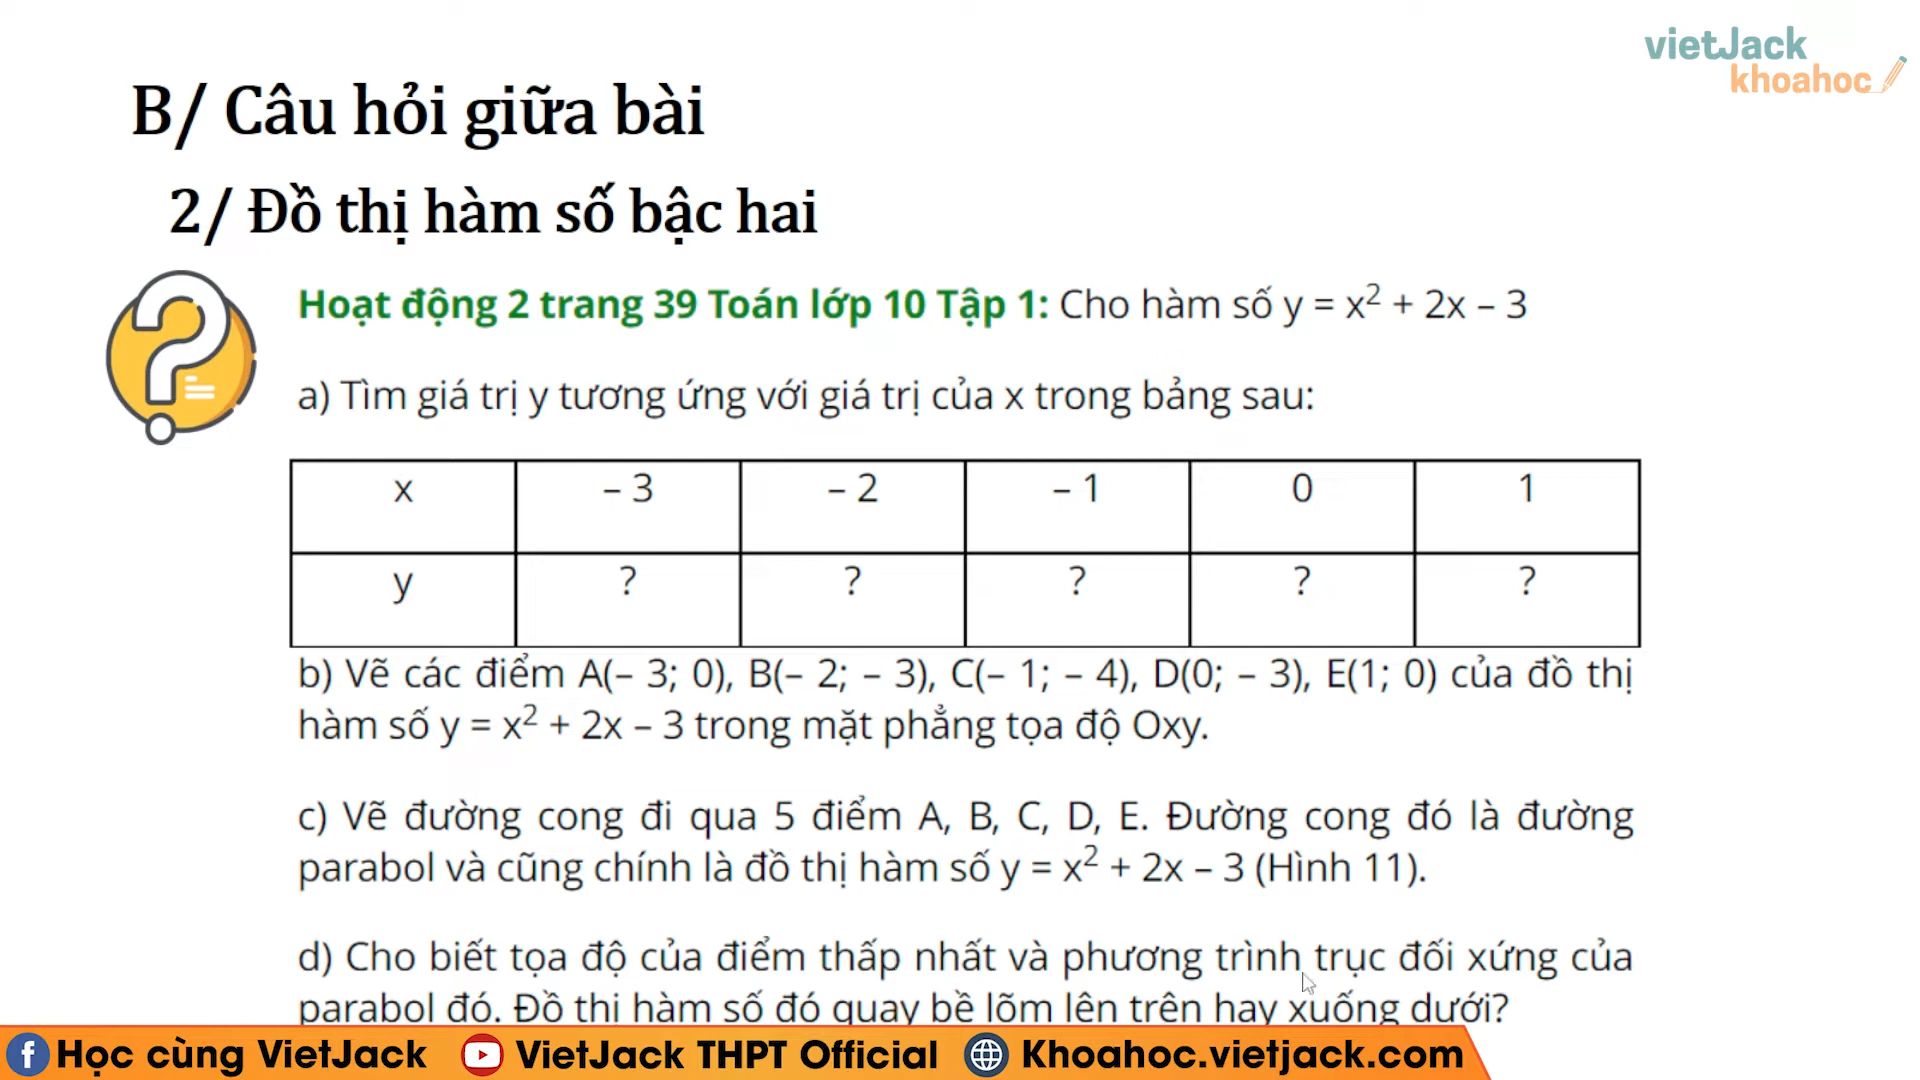 vietJack
khoahoc
B/ Câu hỏi giữa bài
2/ Đồ thị hàm số bậc hai
Hoạt động 2 trang 39 Toán lớp 10 Tập 1: Cho hàm số y = x² + 2x – 3
a) Tìm giá trị y tương ứng với giá trị của x trong bảng sau:
x – 3 – 2 – 1 0 1
y ? ? ? ? ?
b) Vẽ các điểm A(– 3; 0), B(– 2; – 3), C(– 1; – 4), D(0; – 3), E(1; 0) của đồ thị
hàm số y = x² + 2x – 3 trong mặt phẳng tọa độ Oxy.
c) Vẽ đường cong đi qua 5 điểm A, B, C, D, E. Đường cong đó là đường
parabol và cũng chính là đồ thị hàm số y = x² + 2x – 3 (Hình 11).
d) Cho biết tọa độ của điểm thấp nhất và phương trình trục đối xứng của
parabol đó. Đồ thị hàm số đó quay bề lõm lên trên hay xuống dưới?
Học cùng VietJack VietJack THPT Official Khoahoc.vietjack.com